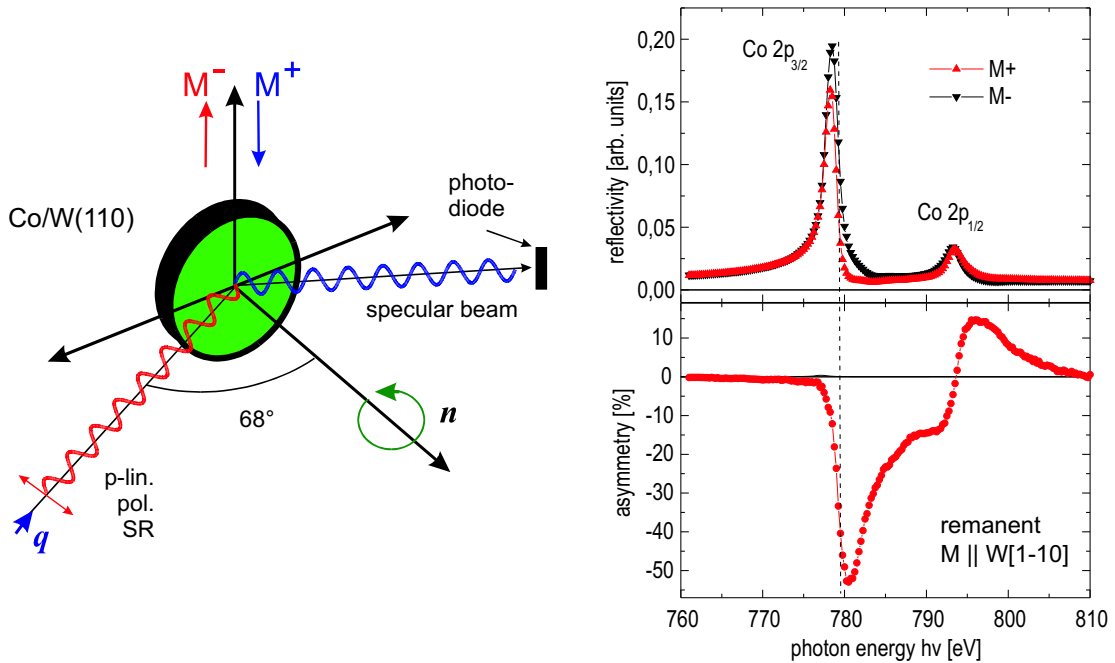 M⁻ M⁺
Co/W(110)
photo-
diode
specular beam
68°
n
p-lin.
pol.
SR
q
0,20
0,15
0,10
0,05
0,00
reflectivity [arb. units]
Co 2p3/2
M+
M-
Co 2p1/2
10
0
-10
-20
-30
-40
-50
asymmetry [%]
remanent
M || W[1-10]
760 770 780 790 800 810
photon energy hν [eV]